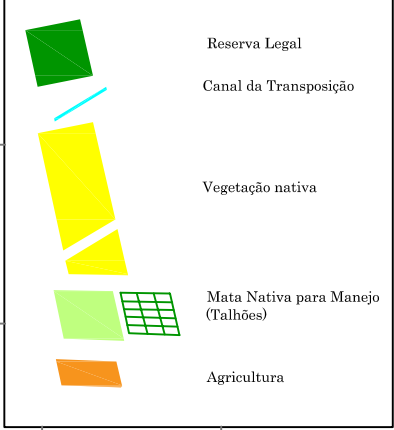 Reserva Legal
Canal da Transposição
Vegetação nativa
Mata Nativa para Manejo
(Talhões)
Agricultura